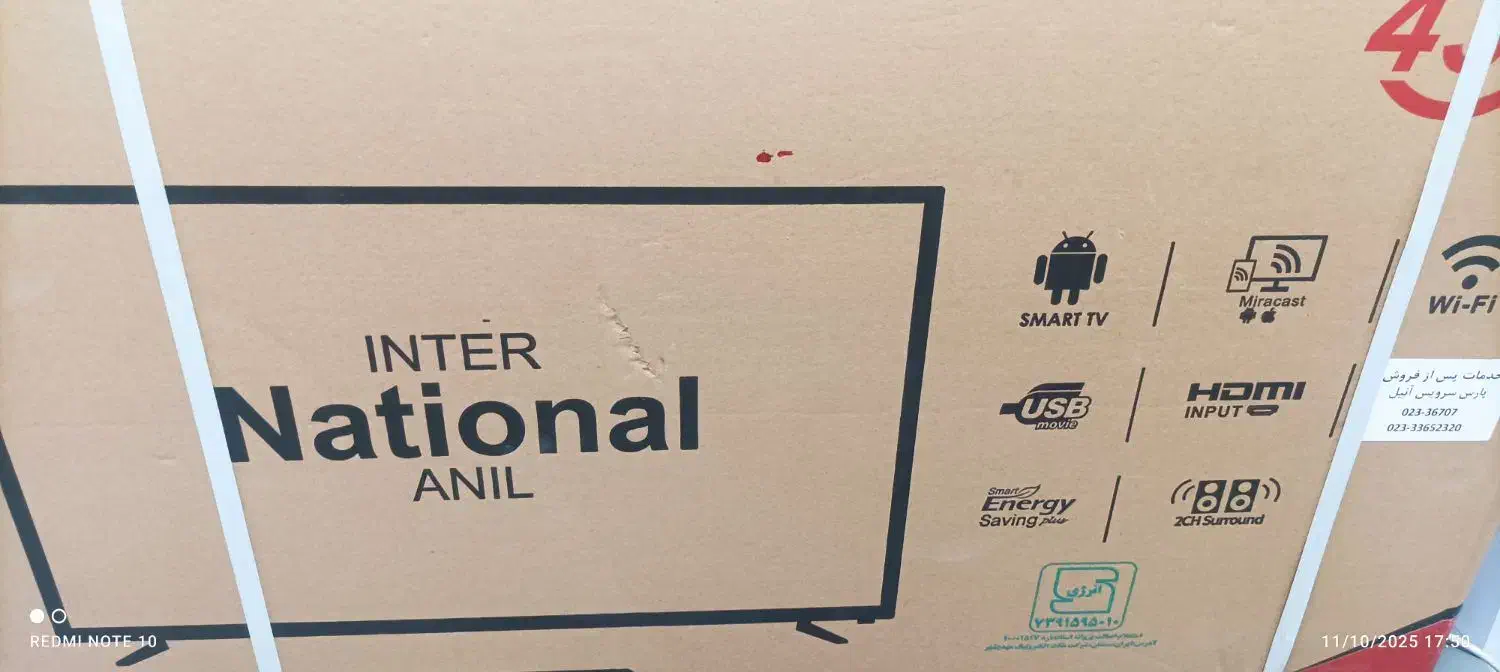 43
INTER
National
ANIL
SMART TV
Miracast
Wi-Fi
USB
movie
HDMI
INPUT
خدمات پس از فروش
پارس سرویس آنیل
023-36707
023-33652320
Smart
Energy
Saving plus
2CH Surround
انرژی
۷۳۹۱۵۹۵۰۱۰
REDMI NOTE 10
11/10/2025 17:50